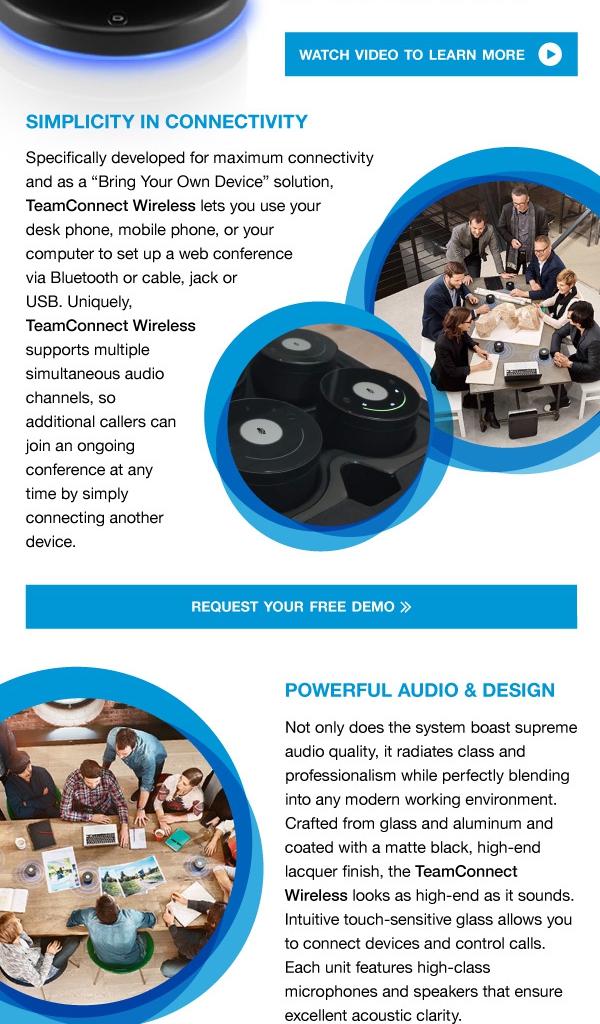 WATCH VIDEO TO LEARN MORE
SIMPLICITY IN CONNECTIVITY
Specifically developed for maximum connectivity
and as a “Bring Your Own Device” solution,
TeamConnect Wireless lets you use your
desk phone, mobile phone, or your
computer to set up a web conference
via Bluetooth or cable, jack or
USB. Uniquely,
TeamConnect Wireless
supports multiple
simultaneous audio
channels, so
additional callers can
join an ongoing
conference at any
time by simply
connecting another
device.
REQUEST YOUR FREE DEMO »
POWERFUL AUDIO & DESIGN
Not only does the system boast supreme
audio quality, it radiates class and
professionalism while perfectly blending
into any modern working environment.
Crafted from glass and aluminum and
coated with a matte black, high-end
lacquer finish, the TeamConnect
Wireless looks as high-end as it sounds.
Intuitive touch-sensitive glass allows you
to connect devices and control calls.
Each unit features high-class
microphones and speakers that ensure
excellent acoustic clarity.